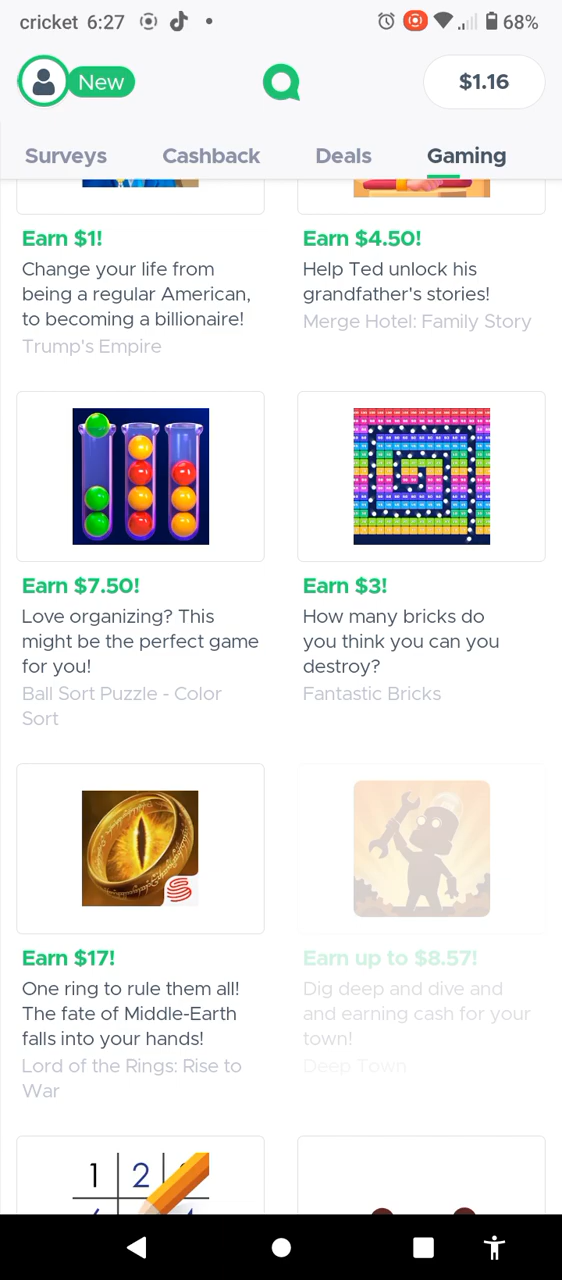 cricket 6:27
68%
New
$1.16
Surveys
Cashback
Deals
Gaming
Earn $1!
Change your life from
being a regular American,
to becoming a billionaire!
Trump's Empire
Earn $4.50!
Help Ted unlock his
grandfather's stories!
Merge Hotel: Family Story
Earn $7.50!
Love organizing? This
might be the perfect game
for you!
Ball Sort Puzzle - Color
Sort
Earn $3!
How many bricks do
you think you can you
destroy?
Fantastic Bricks
Earn $17!
One ring to rule them all!
The fate of Middle-Earth
falls into your hands!
Lord of the Rings: Rise to
War
Earn up to $8.57!
Dig deep and dive and
and earning cash for your
town!
Deep Town
1 2